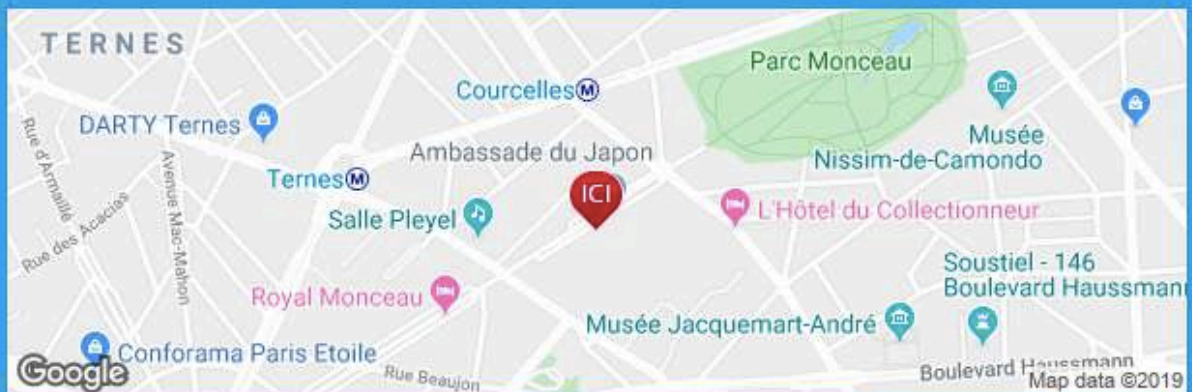 TERNES
Parc Monceau
Courcelles M
DARTY Ternes
Musée
Nissim-de-Camondo
Rue d'Armaillé
Avenue Mac-Mahon
Ambassade du Japon
Ternes M
ICI
Salle Pleyel
L'Hôtel du Collectionneur
Rue des Acacias
Royal Monceau
Soustiel - 146
Boulevard Haussmann
Musée Jacquemart-André
Conforama Paris Etoile
Google
Rue Beaujon
Boulevard Haussmann
Map data ©2019